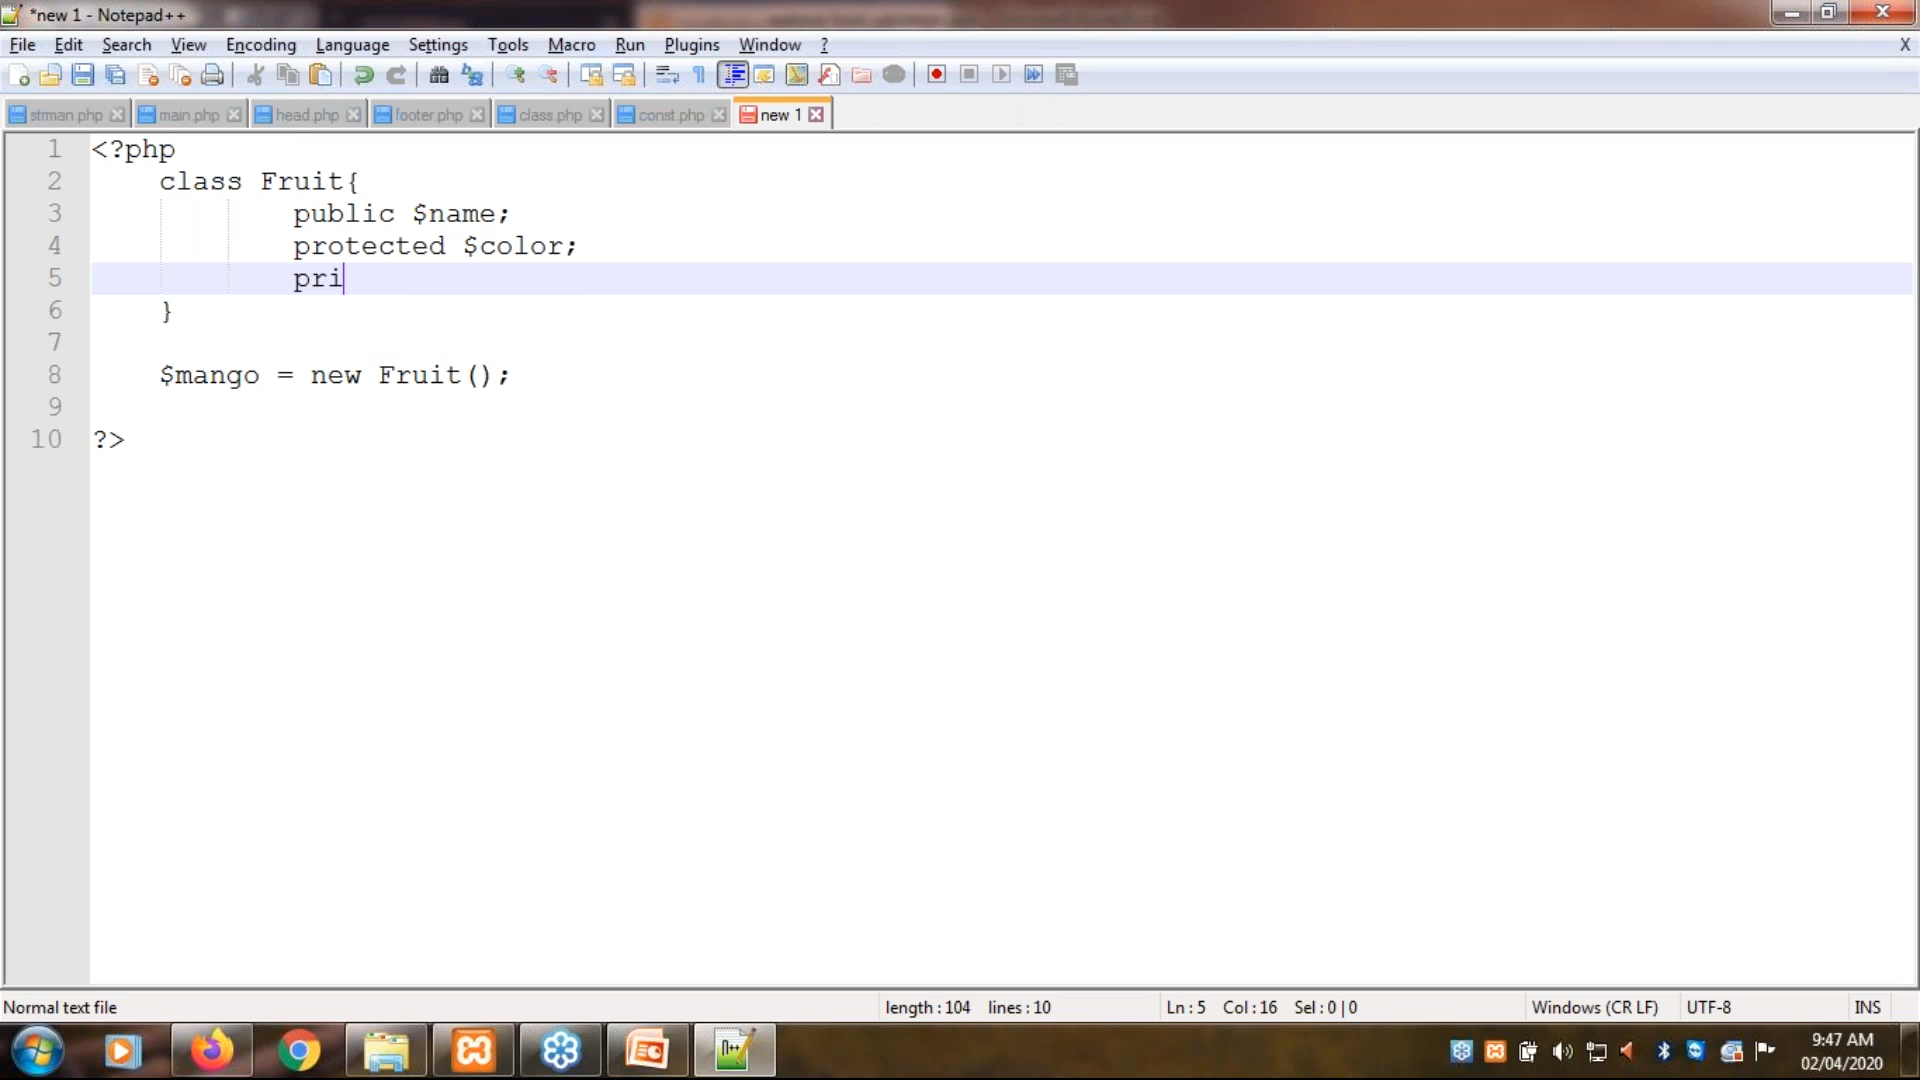 *new 1 - Notepad++
File Edit Search View Encoding Language Settings Tools Macro Run Plugins Window ? X
stman.php main.php head.php footer.php class.php const.php new 1
1 <?php
2 class Fruit{
3 public $name;
4 protected $color;
5 pri
6 }
7
8 $mango = new Fruit();
9
10 ?>
Normal text file length : 104 lines : 10 Ln : 5 Col : 16 Sel : 0 | 0 Windows (CR LF) UTF-8 INS
9:47 AM
02/04/2020